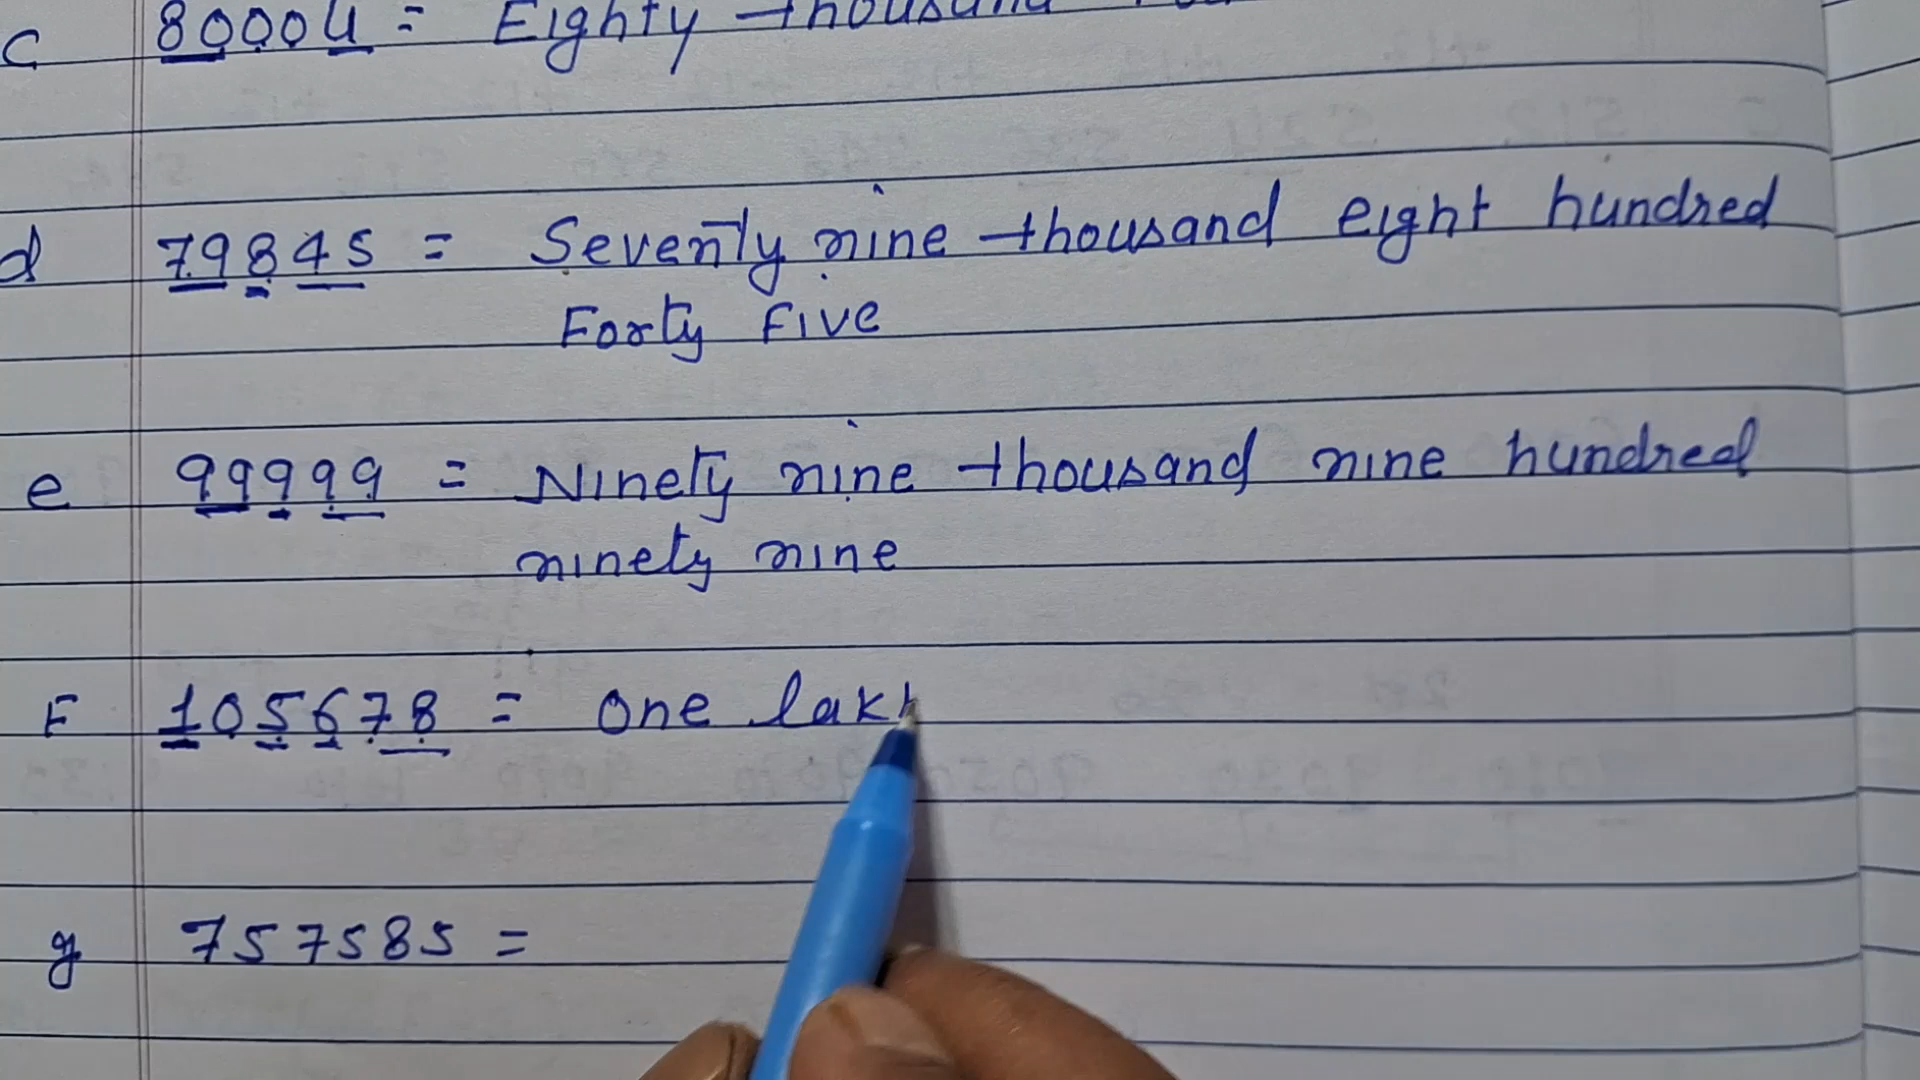 c 80004 = Eighty thousand
d 79845 = Seventy nine thousand eight hundred
Forty Five
e 99999 = Ninety nine thousand nine hundred
ninety nine
F 105678 = one lakh
g 757585 =